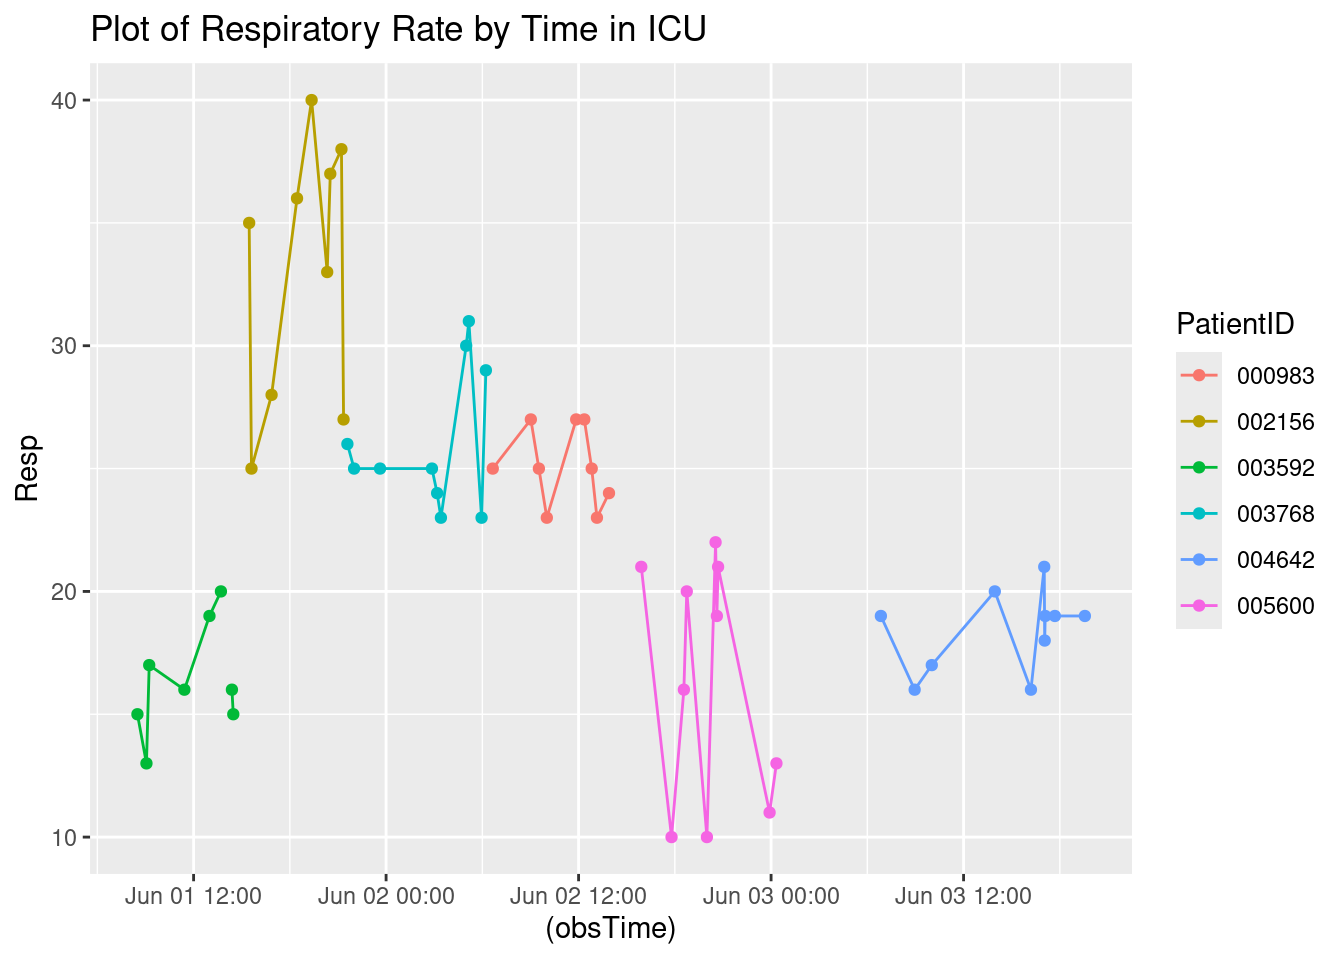 Plot of Respiratory Rate by Time in ICU
40
30
20
10
Resp
Jun 01 12:00
Jun 02 00:00
Jun 02 12:00
Jun 03 00:00
Jun 03 12:00
(obsTime)
PatientID
000983
002156
003592
003768
004642
005600